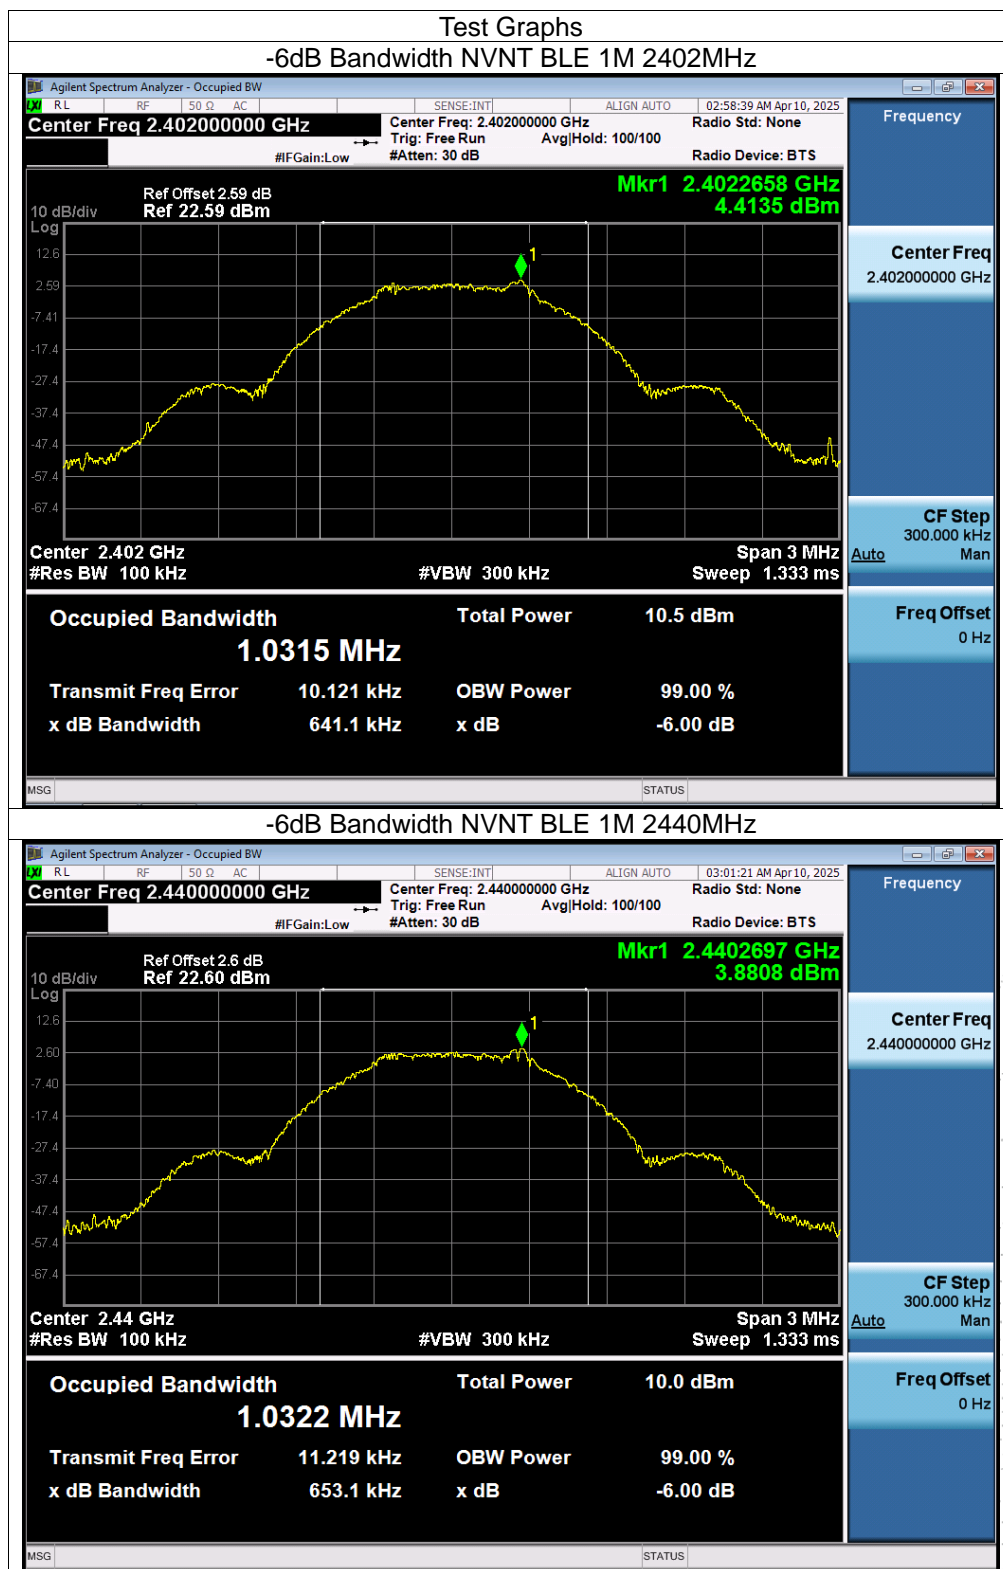 Test Graphs
-6dB Bandwidth NVNT BLE 1M 2402MHz
Agilent Spectrum Analyzer - Occupied BW
LXI RL RF 50 Ω AC SENSE:INT ALIGN AUTO 02:58:39 AM Apr 10, 2025
Center Freq 2.402000000 GHz
Center Freq: 2.402000000 GHz
Radio Std: None
Trig: Free Run Avg|Hold: 100/100
#IFGain:Low #Atten: 30 dB Radio Device: BTS
Frequency
Mkr1 2.4022658 GHz
4.4135 dBm
Ref Offset 2.59 dB
10 dB/div Ref 22.59 dBm
Log
12.6
2.59
-7.41
-17.4
-27.4
-37.4
-47.4
-57.4
-67.4
1
Center Freq
2.402000000 GHz
Center 2.402 GHz Span 3 MHz
#Res BW 100 kHz #VBW 300 kHz Sweep 1.333 ms
CF Step
300.000 kHz
Auto Man
Freq Offset
0 Hz
Occupied Bandwidth Total Power 10.5 dBm
1.0315 MHz
Transmit Freq Error 10.121 kHz OBW Power 99.00 %
x dB Bandwidth 641.1 kHz x dB -6.00 dB
MSG STATUS
-6dB Bandwidth NVNT BLE 1M 2440MHz
Agilent Spectrum Analyzer - Occupied BW
LXI RL RF 50 Ω AC SENSE:INT ALIGN AUTO 03:01:21 AM Apr 10, 2025
Center Freq 2.440000000 GHz
Center Freq: 2.440000000 GHz
Radio Std: None
Trig: Free Run Avg|Hold: 100/100
#IFGain:Low #Atten: 30 dB Radio Device: BTS
Frequency
Mkr1 2.4402697 GHz
3.8808 dBm
Ref Offset 2.6 dB
10 dB/div Ref 22.60 dBm
Log
12.6
2.60
-7.40
-17.4
-27.4
-37.4
-47.4
-57.4
-67.4
1
Center Freq
2.440000000 GHz
Center 2.44 GHz Span 3 MHz
#Res BW 100 kHz #VBW 300 kHz Sweep 1.333 ms
CF Step
300.000 kHz
Auto Man
Freq Offset
0 Hz
Occupied Bandwidth Total Power 10.0 dBm
1.0322 MHz
Transmit Freq Error 11.219 kHz OBW Power 99.00 %
x dB Bandwidth 653.1 kHz x dB -6.00 dB
MSG STATUS